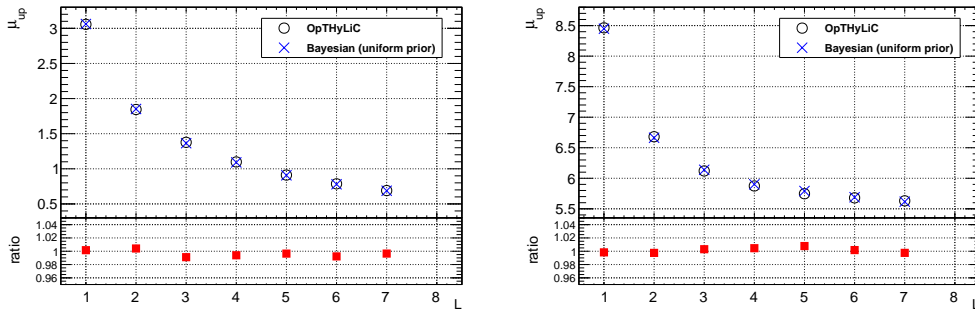 μup
3
2.5
2
1.5
1
0.5
OpTHyLiC
Bayesian (uniform prior)
ratio
1.04
1.02
1
0.98
0.96
1 2 3 4 5 6 7 8
L
μup
8.5
8
7.5
7
6.5
6
5.5
OpTHyLiC
Bayesian (uniform prior)
ratio
1.04
1.02
1
0.98
0.96
1 2 3 4 5 6 7 8
L